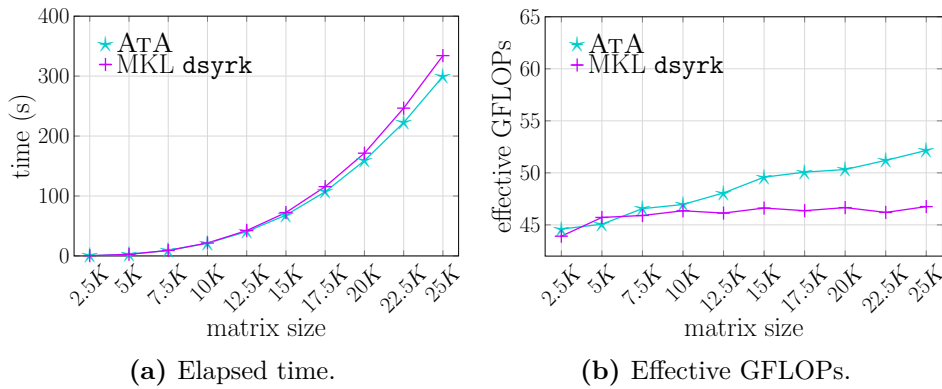 400
300
200
100
0
time (s)
ATA
MKL dsyrk
2.5K 5K 7.5K 10K 12.5K 15K 17.5K 20K 22.5K 25K
matrix size
(a) Elapsed time.
65
60
55
50
45
effective GFLOPs
ATA
MKL dsyrk
2.5K 5K 7.5K 10K 12.5K 15K 17.5K 20K 22.5K 25K
matrix size
(b) Effective GFLOPs.